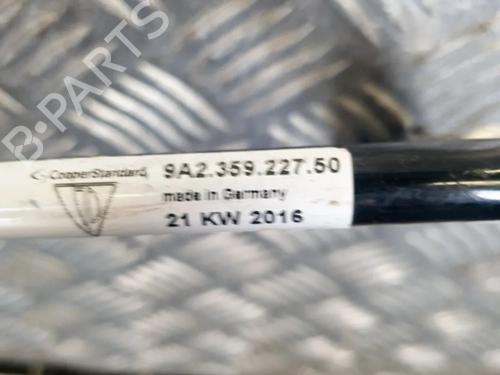 B-PARTS
CooperStandard
9A2.359.227.50
made in Germany
21 KW 2016